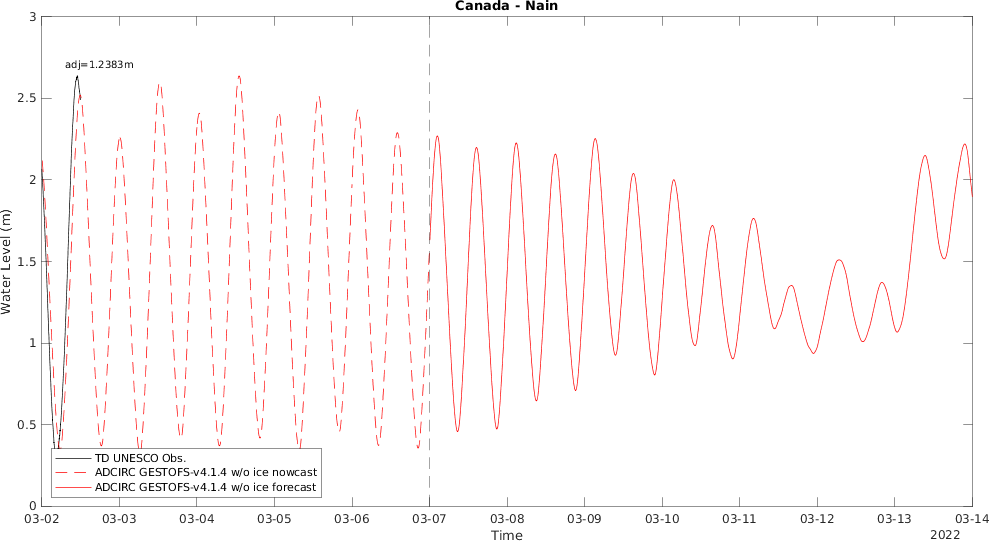 Canada - Nain
adj=1.2383m
Water Level (m)
3
2.5
2
1.5
1
0.5
0
TD UNESCO Obs.
ADCIRC GESTOFS-v4.1.4 w/o ice nowcast
ADCIRC GESTOFS-v4.1.4 w/o ice forecast
03-02 03-03 03-04 03-05 03-06 03-07 03-08 03-09 03-10 03-11 03-12 03-13 03-14
Time
2022